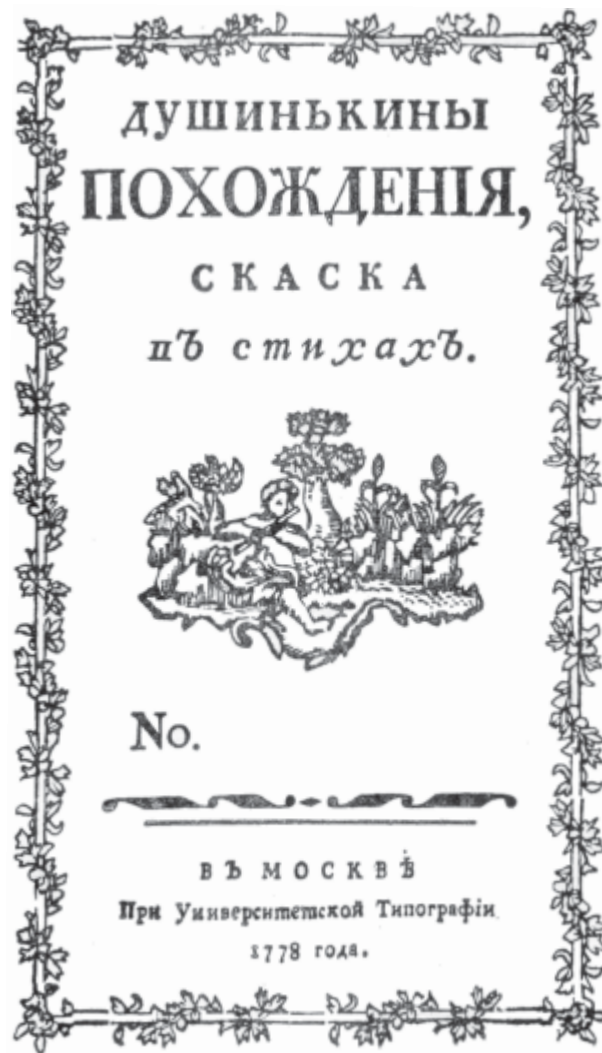 ДУШИНЬКИНЫ
ПОХОЖДЕНІЯ,
СКАСКА
въ стихахъ.
No.
ВЪ МОСКВѢ
При Университетской Типографіи
1778 года.